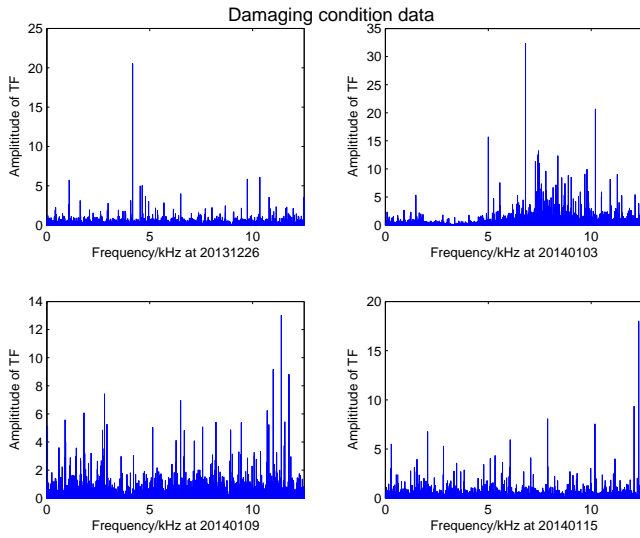 Damaging condition data
25
20
15
10
5
0
0 5 10
Amplititude of TF
Frequency/kHz at 20131226
35
30
25
20
15
10
5
0
0 5 10
Amplititude of TF
Frequency/kHz at 20140103
14
12
10
8
6
4
2
0
0 5 10
Amplititude of TF
Frequency/kHz at 20140109
20
15
10
5
0
0 5 10
Amplititude of TF
Frequency/kHz at 20140115